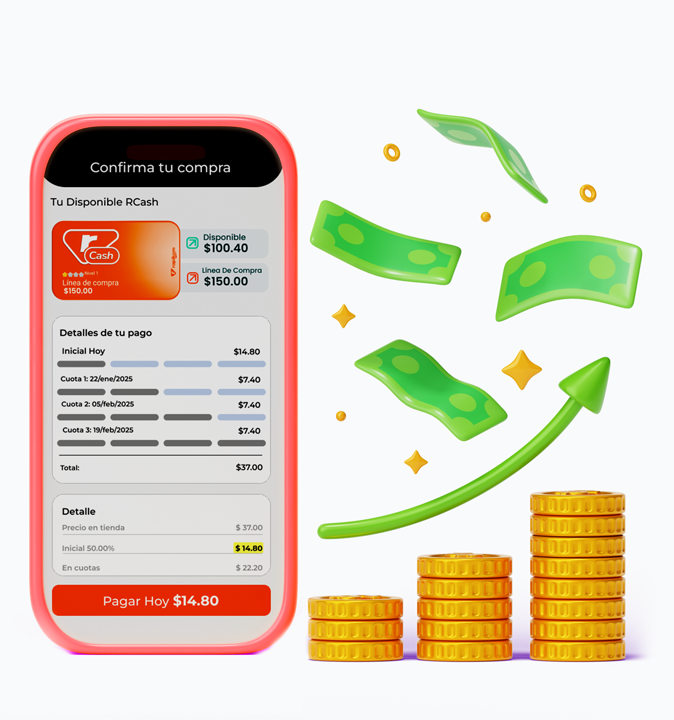 Confirma tu compra
Tu Disponible RCash
r
Cash
Nivel 1
Línea de compra
$150.00
Disponible
$100.40
Línea De Compra
$150.00
Detalles de tu pago
Inicial Hoy $14.80
Cuota 1: 22/ene/2025 $7.40
Cuota 2: 05/feb/2025 $7.40
Cuota 3: 19/feb/2025 $7.40
Total: $37.00
Detalle
Precio en tienda $ 37.00
Inicial 50.00% $ 14.80
En cuotas $ 22.20
Pagar Hoy $14.80